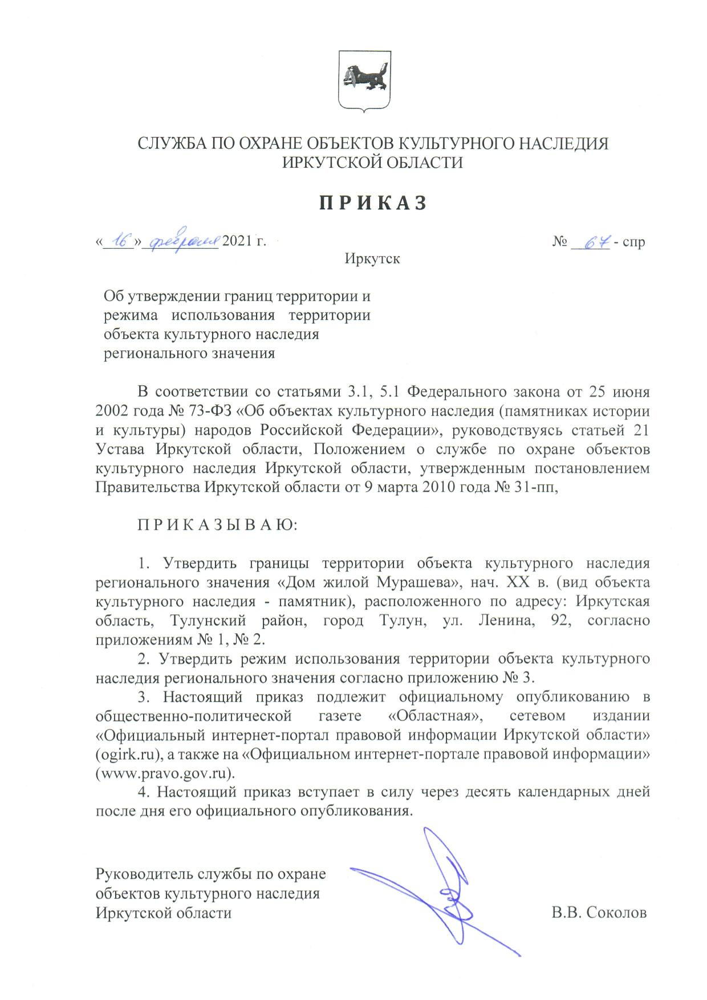 СЛУЖБА ПО ОХРАНЕ ОБЪЕКТОВ КУЛЬТУРНОГО НАСЛЕДИЯ
ИРКУТСКОЙ ОБЛАСТИ
П Р И К А З
« 16 » февраля 2021 г. № 67 - спр
Иркутск
Об утверждении границ территории и
режима использования территории
объекта культурного наследия
регионального значения
В соответствии со статьями 3.1, 5.1 Федерального закона от 25 июня
2002 года № 73-ФЗ «Об объектах культурного наследия (памятниках истории
и культуры) народов Российской Федерации», руководствуясь статьей 21
Устава Иркутской области, Положением о службе по охране объектов
культурного наследия Иркутской области, утвержденным постановлением
Правительства Иркутской области от 9 марта 2010 года № 31-пп,
П Р И К А З Ы В А Ю:
1. Утвердить границы территории объекта культурного наследия
регионального значения «Дом жилой Мурашева», нач. XX в. (вид объекта
культурного наследия - памятник), расположенного по адресу: Иркутская
область, Тулунский район, город Тулун, ул. Ленина, 92, согласно
приложениям № 1, № 2.
2. Утвердить режим использования территории объекта культурного
наследия регионального значения согласно приложению № 3.
3. Настоящий приказ подлежит официальному опубликованию в
общественно-политической газете «Областная», сетевом издании
«Официальный интернет-портал правовой информации Иркутской области»
(ogirk.ru), а также на «Официальном интернет-портале правовой информации»
(www.pravo.gov.ru).
4. Настоящий приказ вступает в силу через десять календарных дней
после дня его официального опубликования.
Руководитель службы по охране
объектов культурного наследия
Иркутской области В.В. Соколов